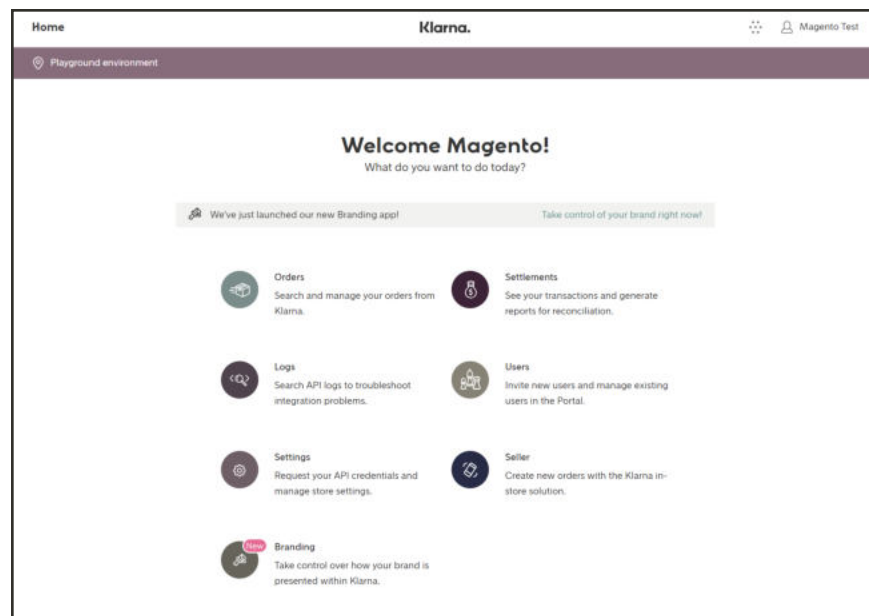 Home
Klarna.
Magento Test
Playground environment
Welcome Magento!
What do you want to do today?
We've just launched our new Branding app!
Take control of your brand right now!
Orders
Search and manage your orders from
Klarna.
Settlements
See your transactions and generate
reports for reconciliation.
Logs
Search API logs to troubleshoot
integration problems.
Users
Invite new users and manage existing
users in the Portal.
Settings
Request your API credentials and
manage store settings.
Seller
Create new orders with the Klarna in-
store solution.
New
Branding
Take control over how your brand is
presented within Klarna.